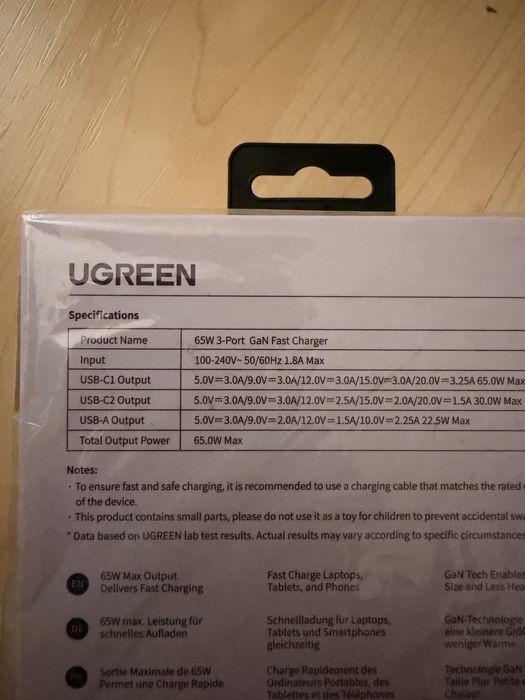 UGREEN
Specifications
Product Name 65W 3-Port GaN Fast Charger
Input 100-240V~ 50/60Hz 1.8A Max
USB-C1 Output 5.0V⎓3.0A/9.0V⎓3.0A/12.0V⎓3.0A/15.0V⎓3.0A/20.0V⎓3.25A 65.0W Max
USB-C2 Output 5.0V⎓3.0A/9.0V⎓3.0A/12.0V⎓2.5A/15.0V⎓2.0A/20.0V⎓1.5A 30.0W Max
USB-A Output 5.0V⎓3.0A/9.0V⎓2.0A/12.0V⎓1.5A/10.0V⎓2.25A 22.5W Max
Total Output Power 65.0W Max
Notes:
· To ensure fast and safe charging, it is recommended to use a charging cable that matches the rated
of the device.
· This product contains small parts, please do not use it as a toy for children to prevent accidental
* Data based on UGREEN lab test results. Actual results may vary according to specific circumstances
EN 65W Max Output Fast Charge Laptops, GaN Tech Enables
Delivers Fast Charging Tablets, and Phones Size and Less
DE 65W max. Leistung für Schnellladung für Laptops, GaN-Technologie
schnelles Aufladen Tablets und Smartphones eine kleinere
gleichzeitig weniger Wärme
FR Sortie Maximale de 65W Charge Rapidement des Technologie GaN
Permet une Charge Rapide Ordinateurs Portables, des Taille Plus Petite
Tablettes et des Téléphones Chaleur